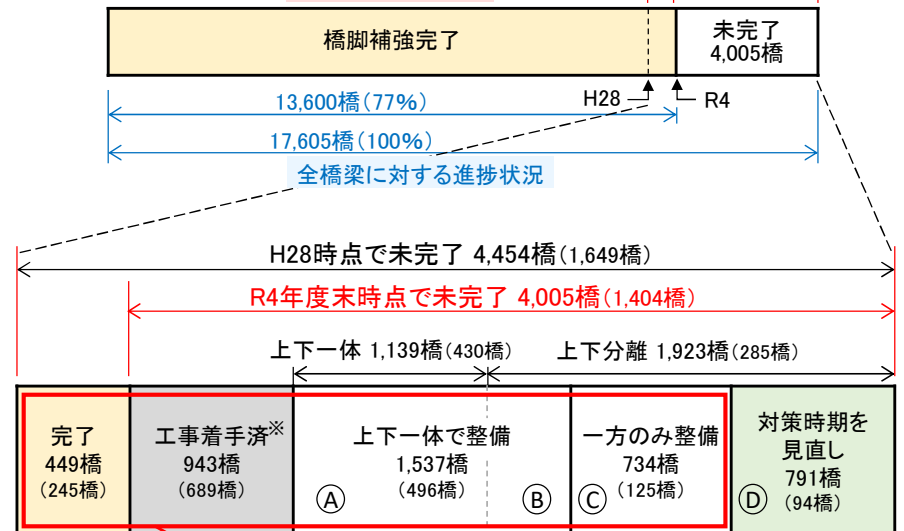 橋脚補強完了
未完了
4,005橋
13,600橋(77%)
H28
R4
17,605橋(100%)
全橋梁に対する進捗状況
H28時点で未完了 4,454橋(1,649橋)
R4年度末時点で未完了 4,005橋(1,404橋)
上下一体 1,139橋(430橋)
上下分離 1,923橋(285橋)
完了
449橋
(245橋)
工事着手済※
943橋
(689橋)
上下一体で整備
1,537橋
(496橋)
Ⓐ
Ⓑ
一方のみ整備
734橋
(125橋)
Ⓒ
対策時期を
見直し
791橋
(94橋)
Ⓓ